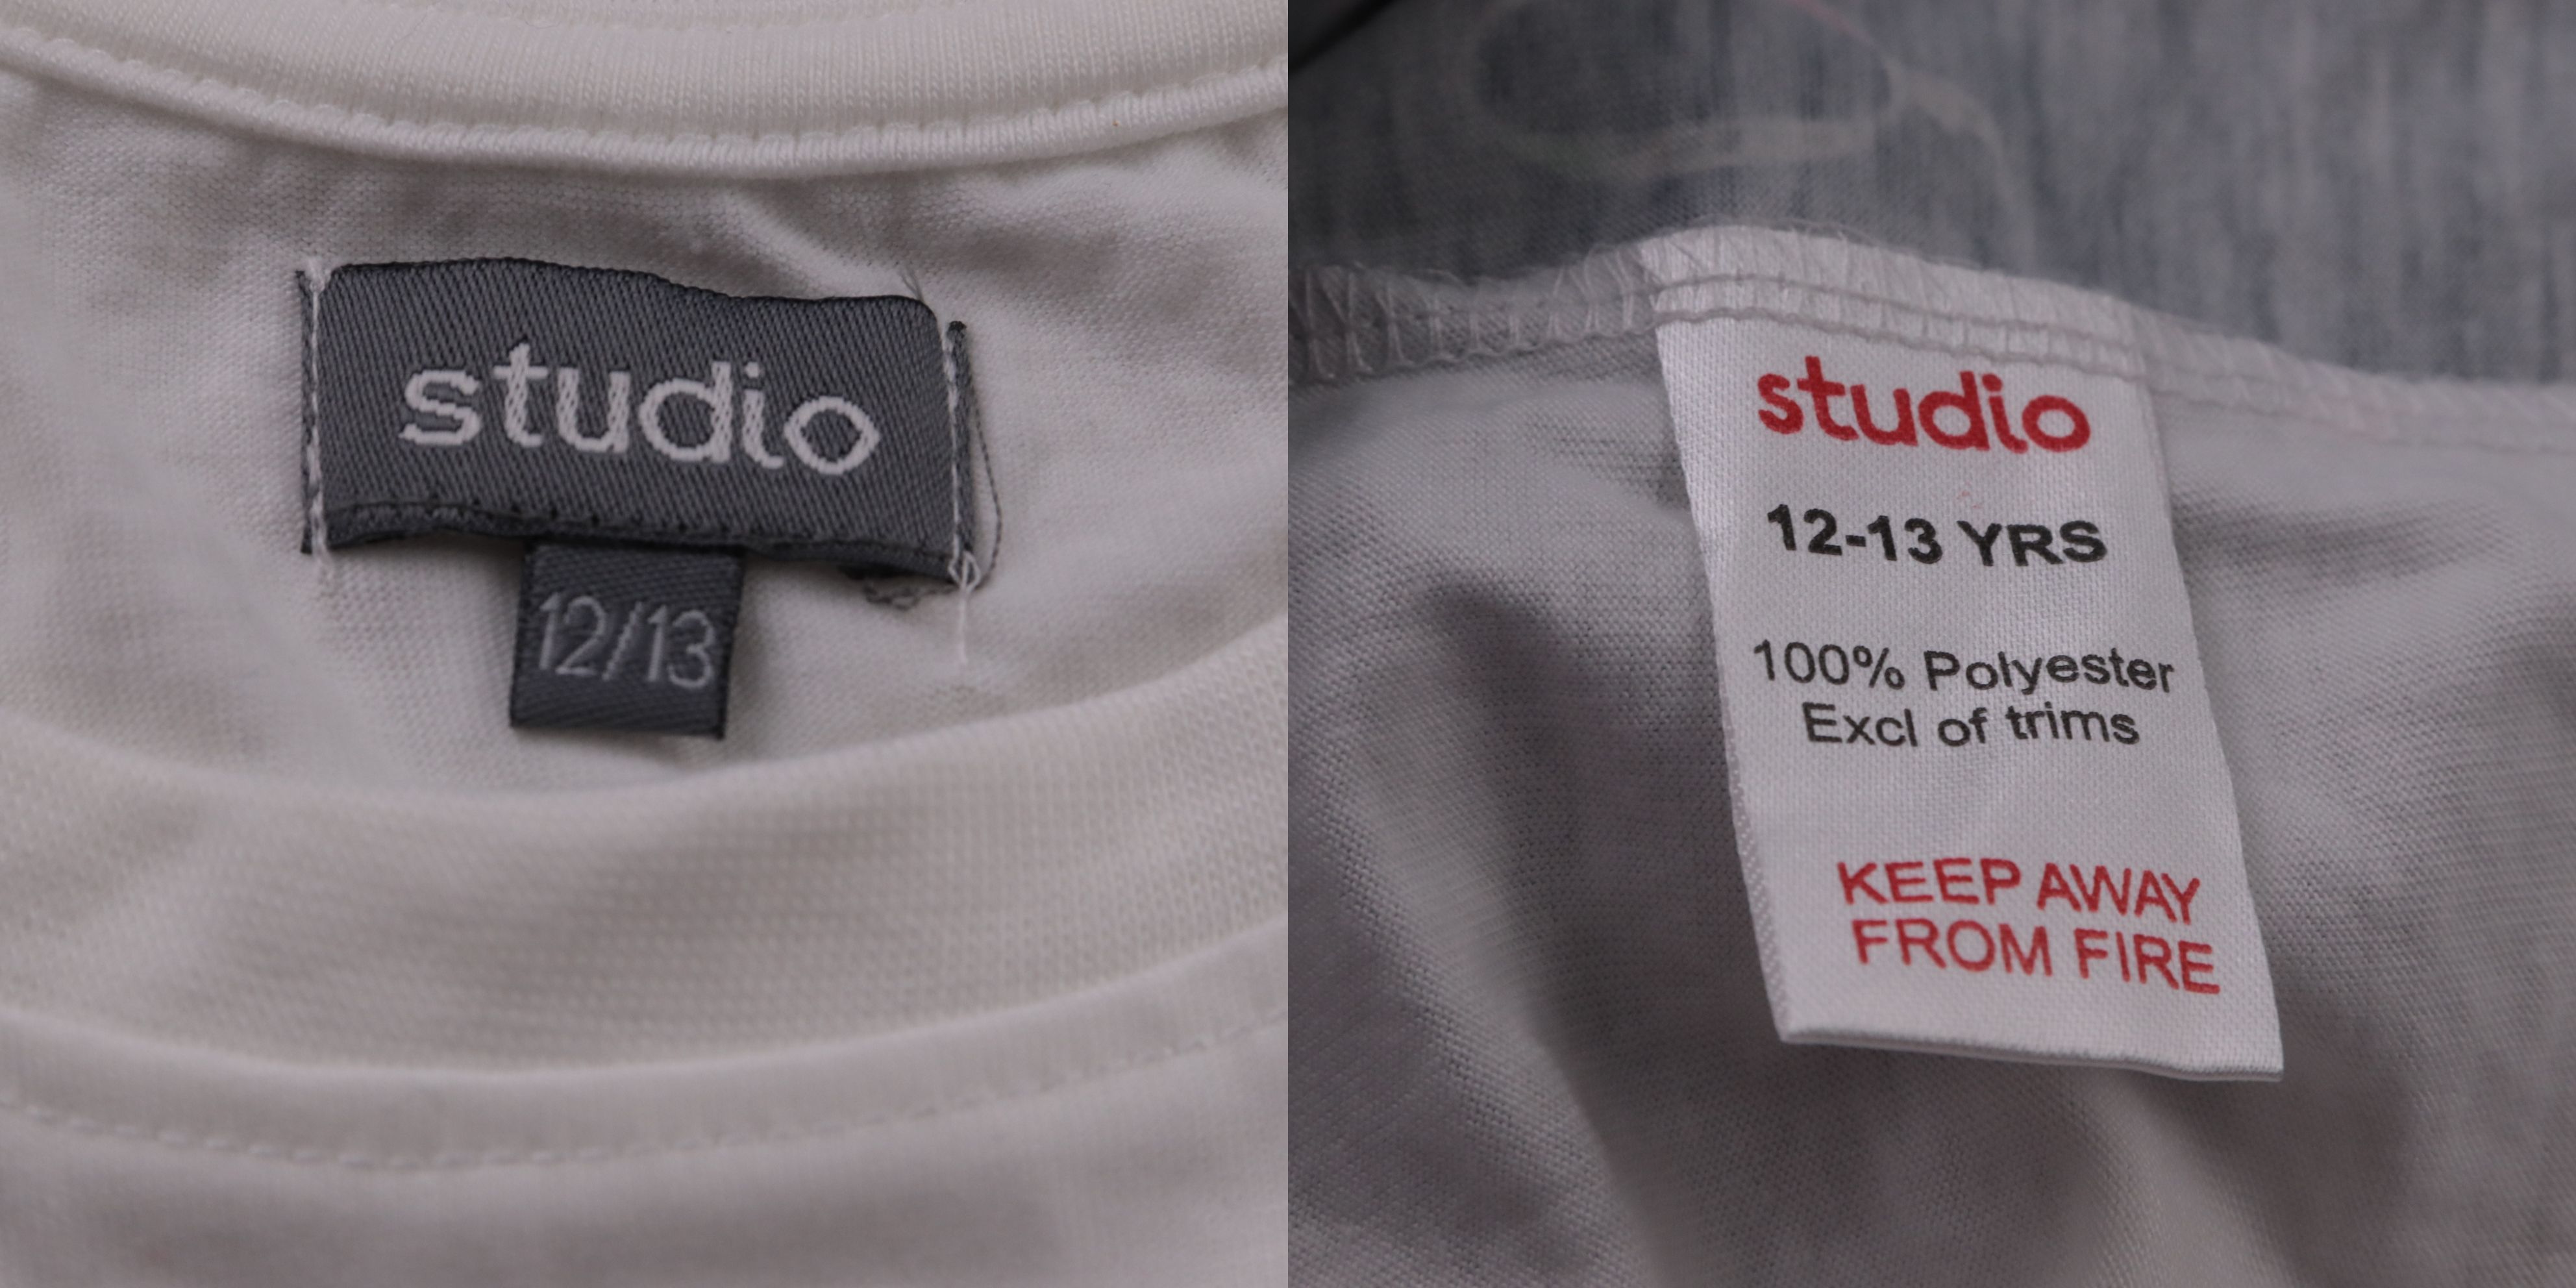 studio
12/13
studio
12-13 YRS
100% Polyester
Excl of trims
KEEP AWAY
FROM FIRE